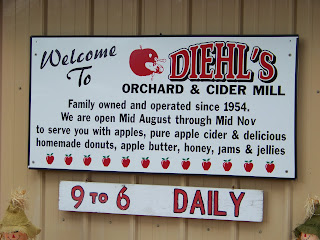 Welcome
To
DIEHL'S
ORCHARD & CIDER MILL
Family owned and operated since 1954.
We are open Mid August through Mid Nov
to serve you with apples, pure apple cider & delicious
homemade donuts, apple butter, honey, jams & jellies
9 TO 6 DAILY